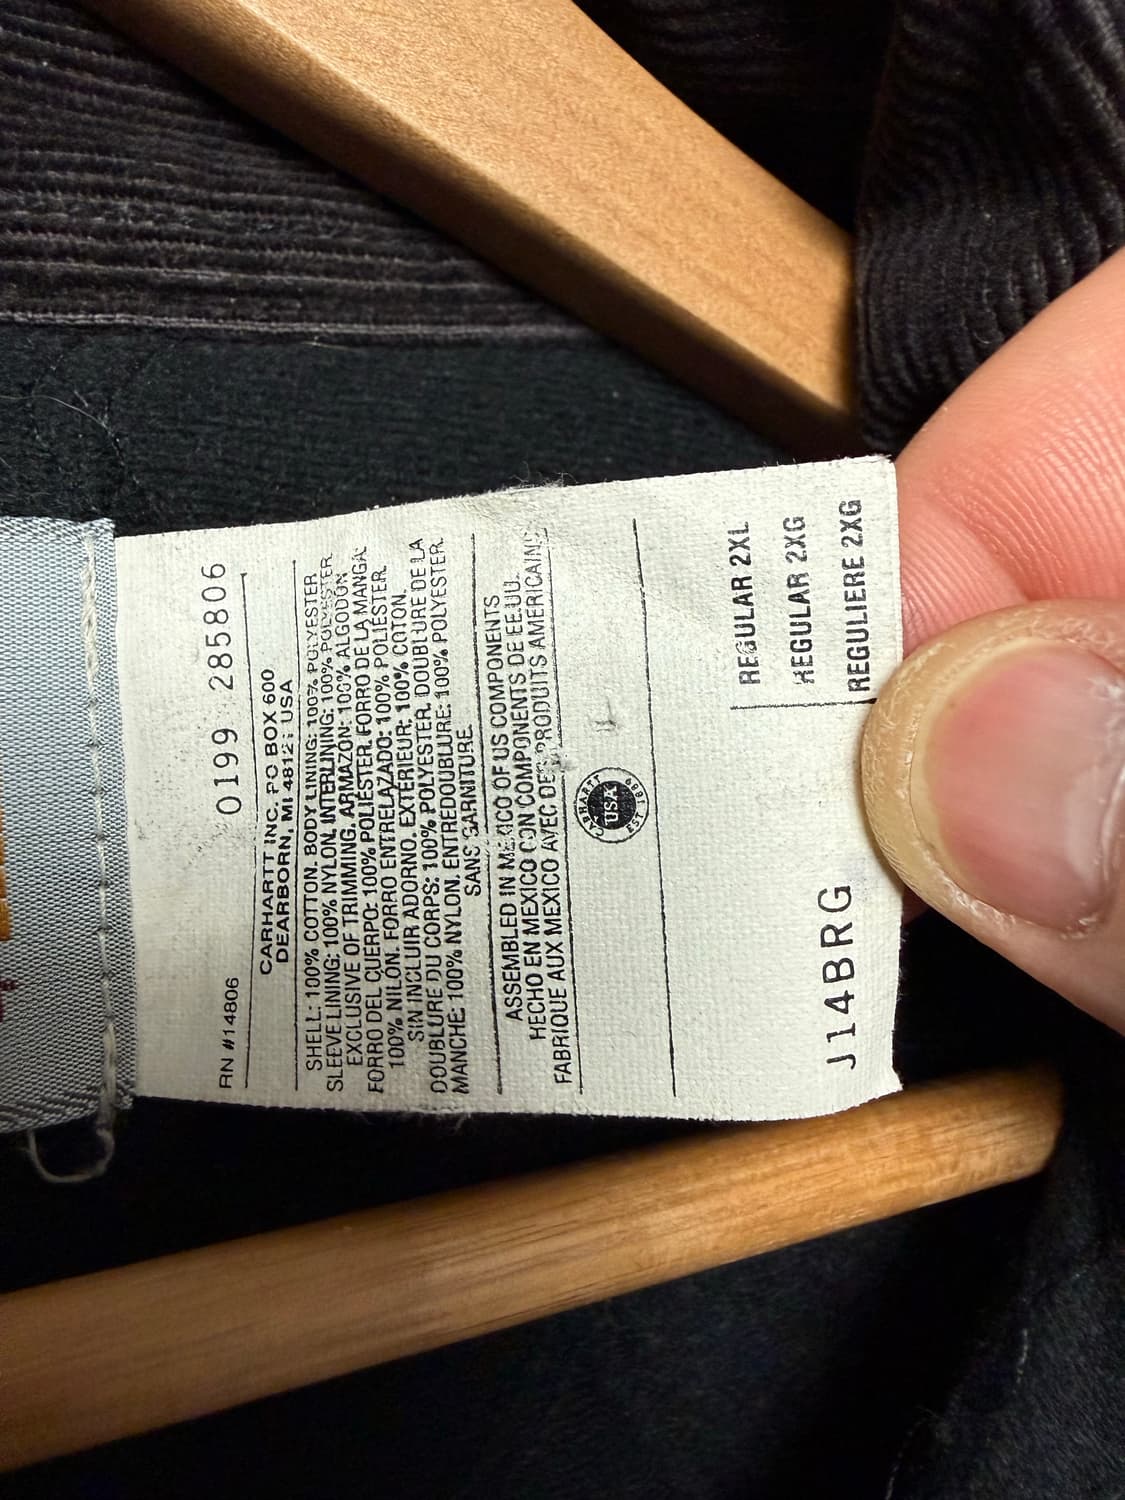 RN #14806 0199 285806
CARHARTT INC. PO BOX 600
DEARBORN, MI 4812; USA
SHELL: 100% COTTON. BODY LINING: 100% POLYESTER
SLEEVE LINING: 100% NYLON. INTERLINING: 100% POLYESTER
EXCLUSIVE OF TRIMMING. ARMAZON: 100% ALGODÓN
FORRO DEL CUERPO: 100% POLIESTER. FORRO DE LA MANGA
100% NILON. FORRO ENTRELAZADO: 100% POLIESTER.
SIN INCLUIR ADORNO. EXTÉRIEUR: 100% COTON.
DOUBLURE DU CORPS: 100% POLYESTER. DOUBLURE DE LA
MANCHE: 100% NYLON. ENTREDOUBLURE: 100% POLYESTER.
SANS GARNITURE
ASSEMBLED IN MEXICO OF US COMPONENTS
HECHO EN MEXICO CON COMPONENTS DE EE.UU.
FABRIQUE AUX MEXICO AVEC DES PRODUITS AMERICAINS
CARHARTT
USA
EST. 1889
REGULAR 2XL
REGULAR 2XG
REGULIERE 2XG
J14BRG